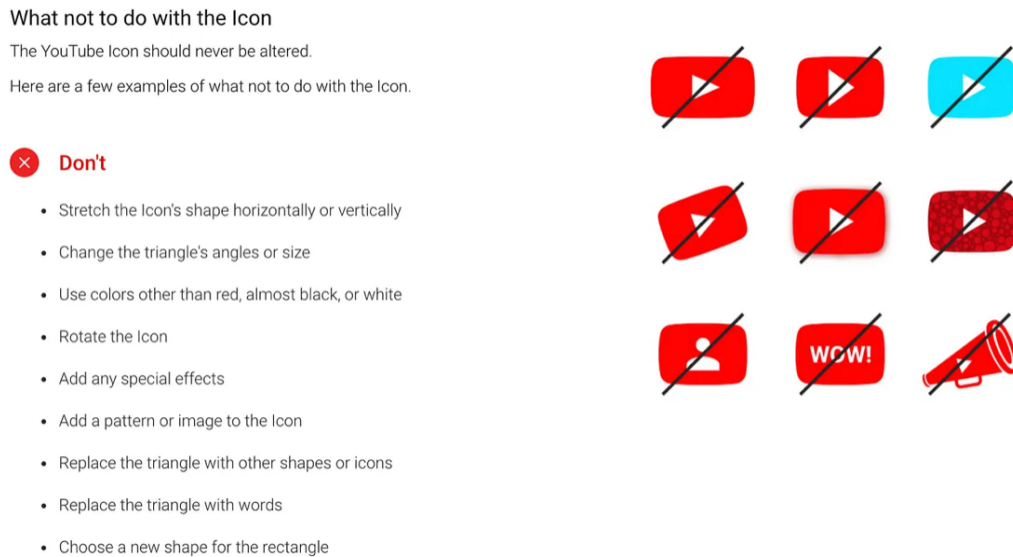 What not to do with the Icon
The YouTube Icon should never be altered.
Here are a few examples of what not to do with the Icon.
Don't
Stretch the Icon's shape horizontally or vertically
Change the triangle's angles or size
Use colors other than red, almost black, or white
Rotate the Icon
Add any special effects
Add a pattern or image to the Icon
Replace the triangle with other shapes or icons
Replace the triangle with words
Choose a new shape for the rectangle
WOW!